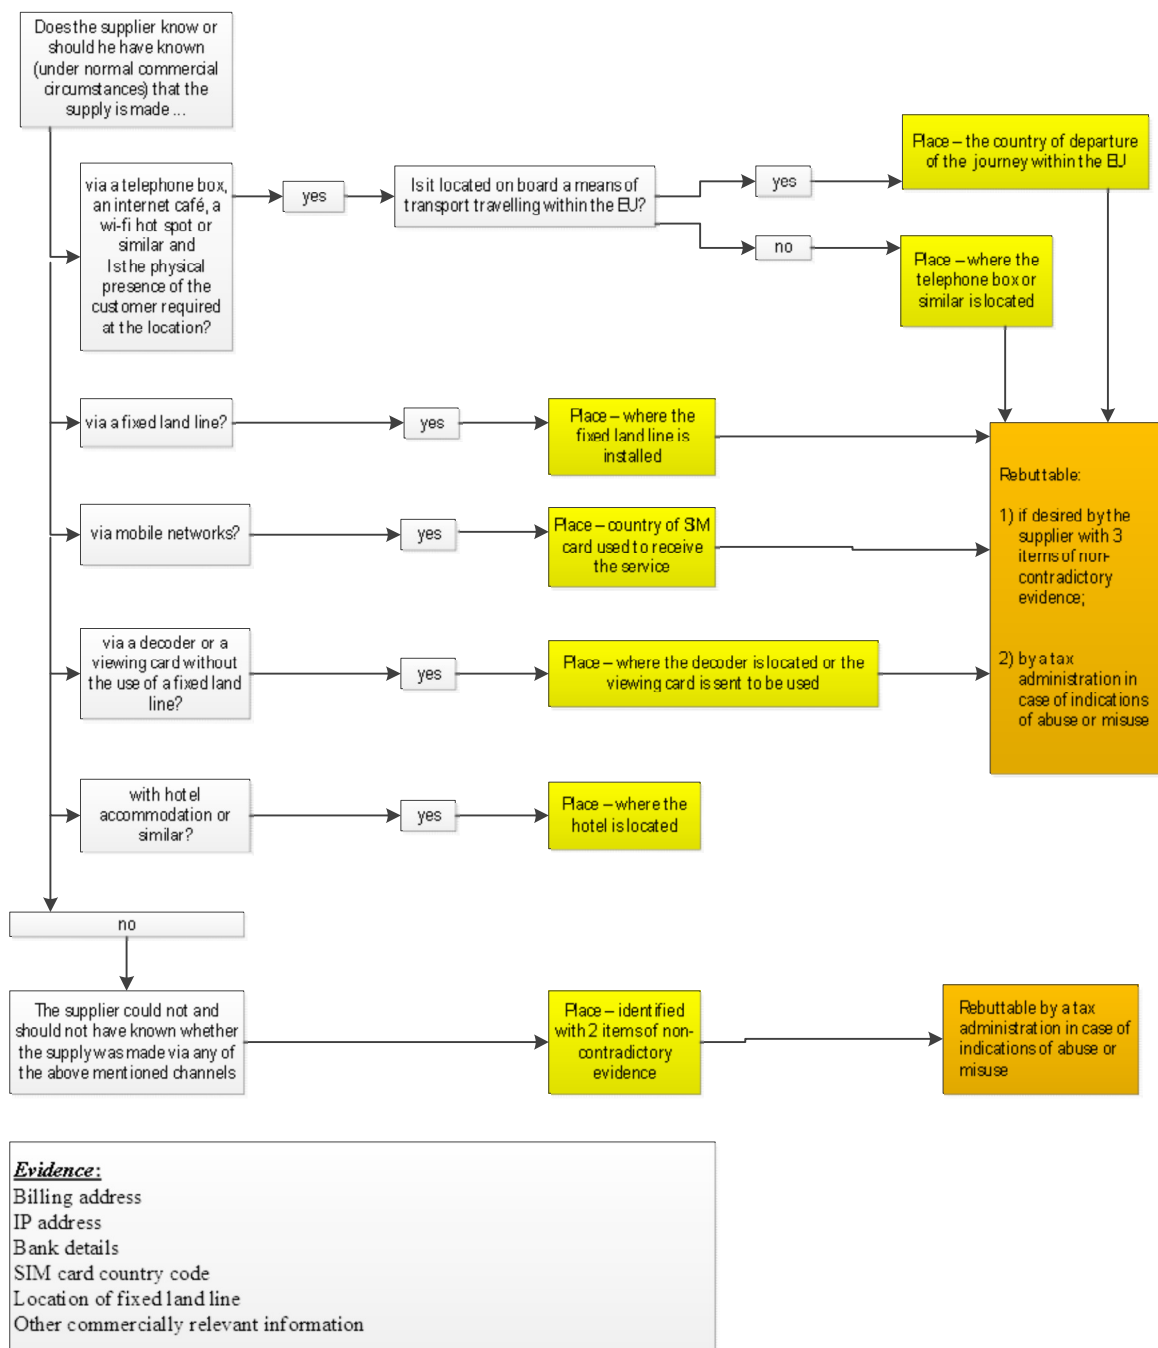 Does the supplier know or
should he have known
(under normal commercial
circumstances) that the
supply is made ...
via a telephone box,
an internet café, a
wi-fi hot spot or
similar and
Is the physical
presence of the
customer required
at the location?
yes
Is it located on board a means of
transport travelling within the EU?
yes
Place – the country of departure
of the journey within the EU
no
Place – where the
telephone box or
similar is located
via a fixed land line?
yes
Place – where the
fixed land line is
installed
via mobile networks?
yes
Place – country of SIM
card used to receive
the service
via a decoder or a
viewing card without
the use of a fixed land
line?
yes
Place – where the decoder is located or the
viewing card is sent to be used
Rebuttable:
1) if desired by the
supplier with 3
items of non-
contradictory
evidence;
2) by a tax
administration in
case of indications
of abuse or misuse
with hotel
accommodation or
similar?
yes
Place – where the
hotel is located
no
The supplier could not and
should not have known whether
the supply was made via any of
the above mentioned channels
Place – identified
with 2 items of non-
contradictory
evidence
Rebuttable by a tax
administration in case of
indications of abuse or
misuse
Evidence:
Billing address
IP address
Bank details
SIM card country code
Location of fixed land line
Other commercially relevant information